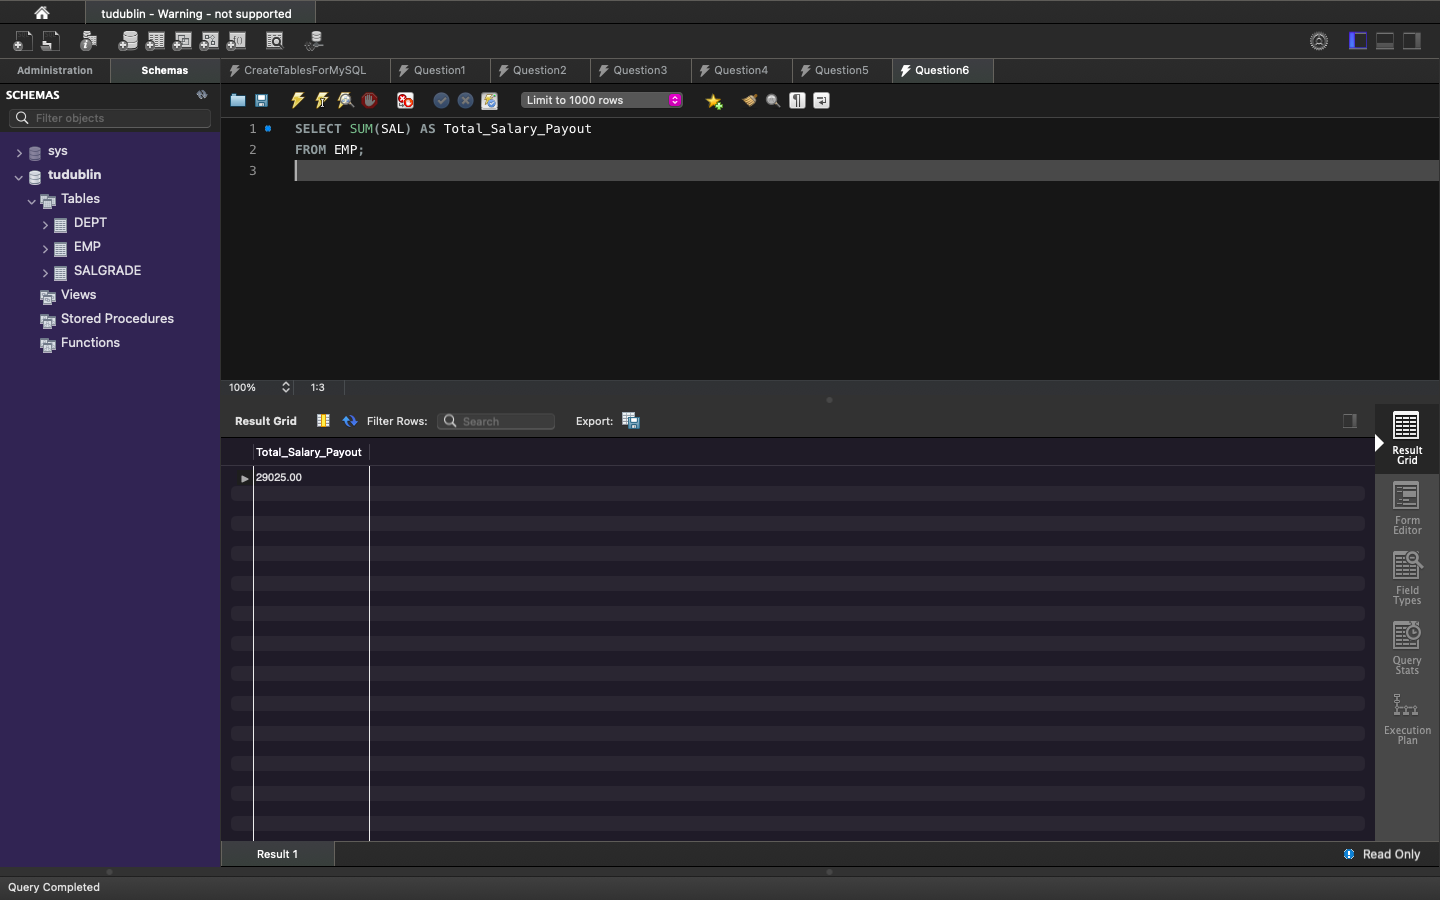 tudublin - Warning - not supported
Administration Schemas CreateTablesForMySQL Question1 Question2 Question3 Question4 Question5 Question6
SCHEMAS
Filter objects
Limit to 1000 rows
sys
tudublin
Tables
DEPT
EMP
SALGRADE
Views
Stored Procedures
Functions
1 SELECT SUM(SAL) AS Total_Salary_Payout
2 FROM EMP;
3
100% 1:3
Result Grid Filter Rows: Search Export:
Total_Salary_Payout
29025.00
Result
Grid
Form
Editor
Field
Types
Query
Stats
Execution
Plan
Result 1 Read Only
Query Completed